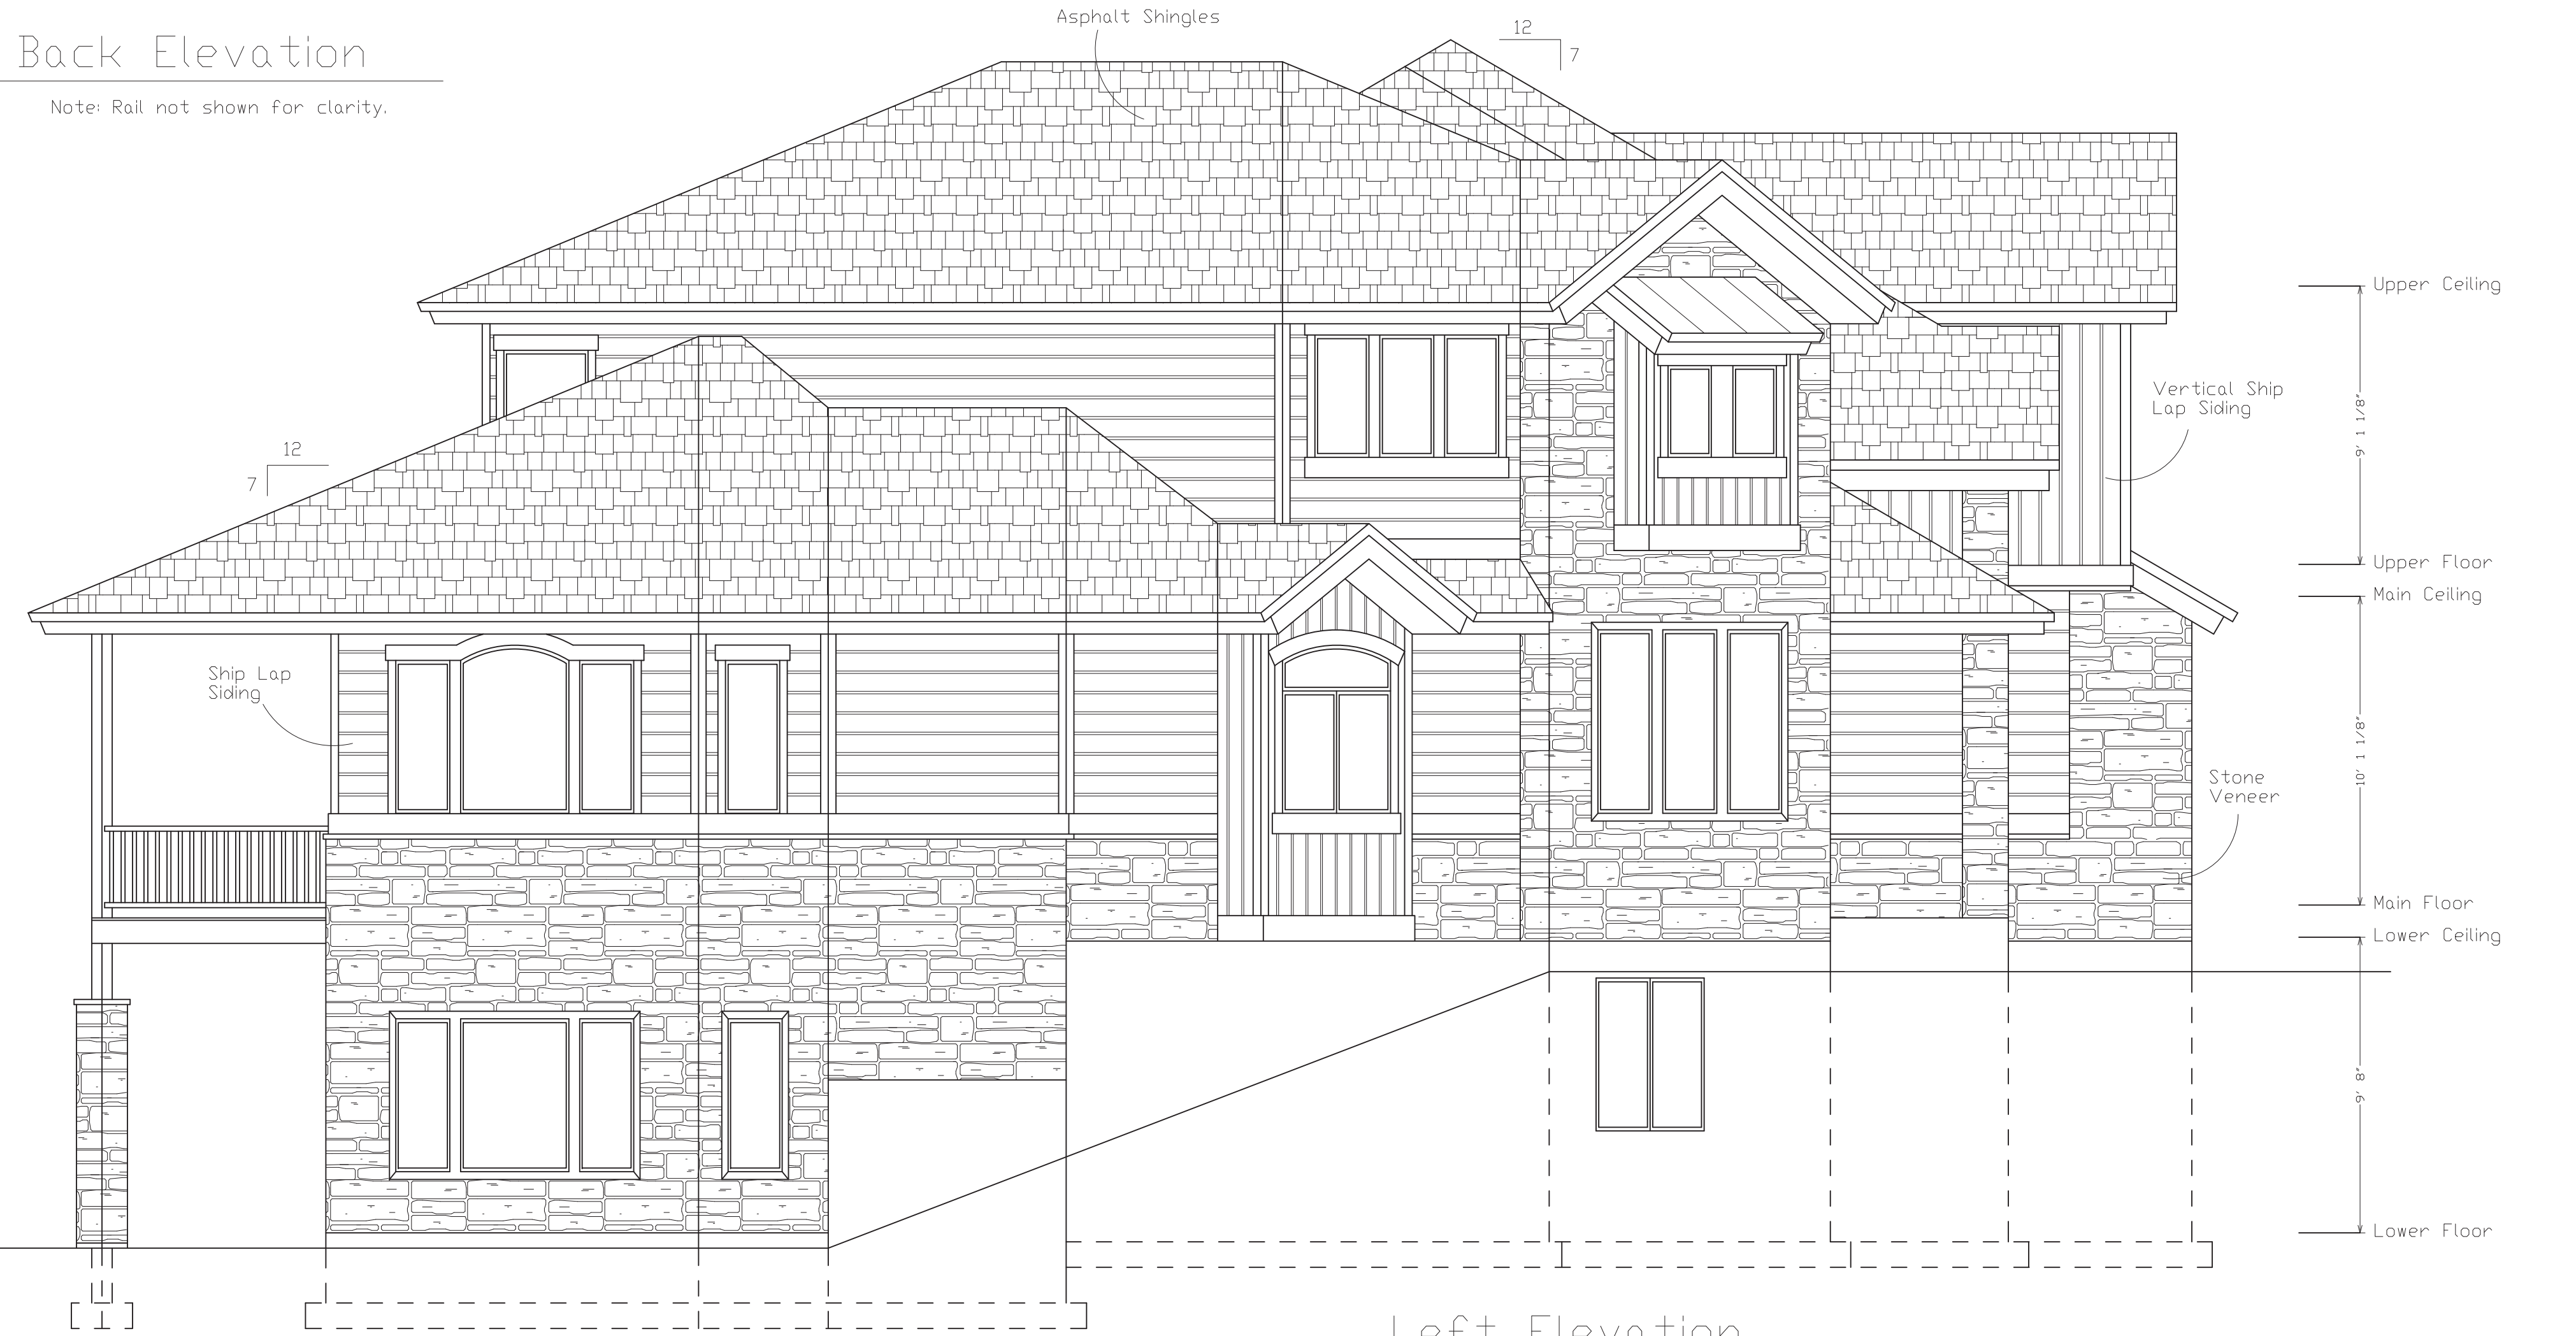 Asphalt Shingles
12
7
Back Elevation
Note: Rail not shown for clarity.
Upper Ceiling
Vertical Ship
Lap Siding
9' 1 1/8"
12
7
Upper Floor
Main Ceiling
Ship Lap
Siding
10' 1 1/8"
Stone
Veneer
Main Floor
Lower Ceiling
9' 8"
Lower Floor
Left Elevation